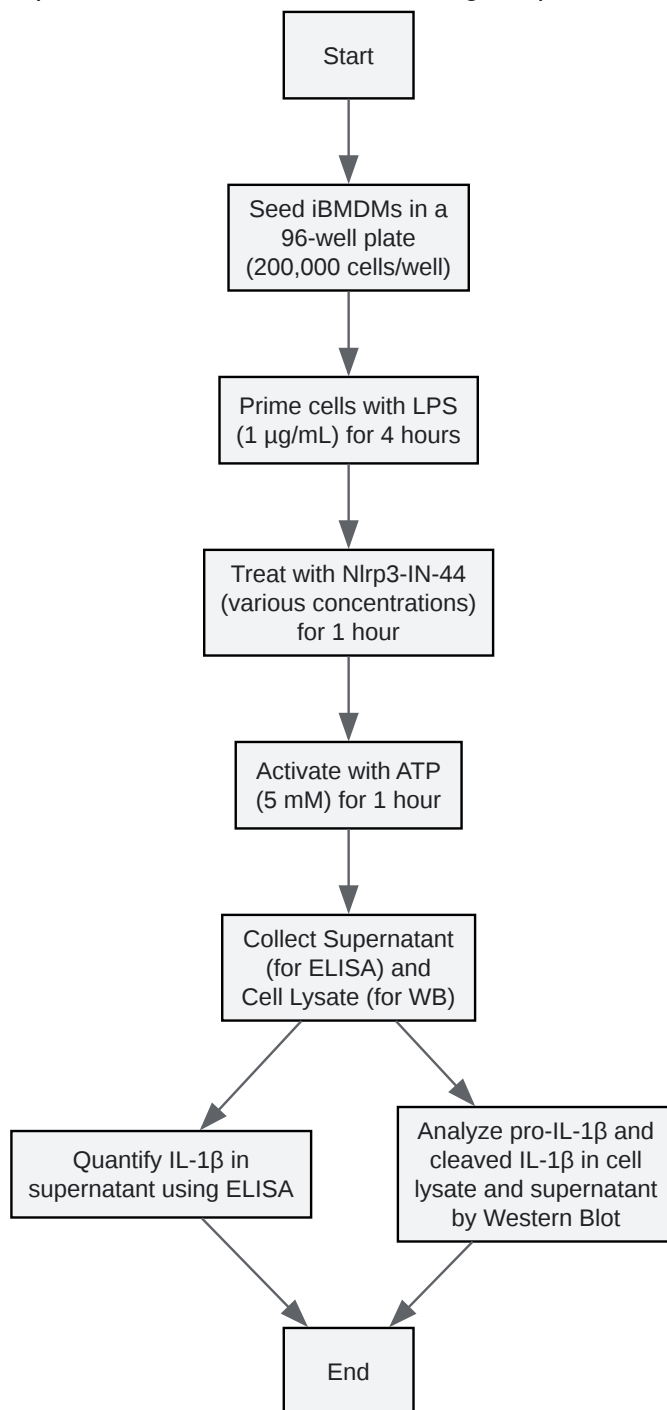 Start
Seed iBMDMs in a
96-well plate
(200,000 cells/well)
Prime cells with LPS
(1 µg/mL) for 4 hours
Treat with Nlrp3-IN-44
(various concentrations)
for 1 hour
Activate with ATP
(5 mM) for 1 hour
Collect Supernatant
(for ELISA) and
Cell Lysate (for WB)
Quantify IL-1β in
supernatant using ELISA
Analyze pro-IL-1β and
cleaved IL-1β in cell
lysate and supernatant
by Western Blot
End